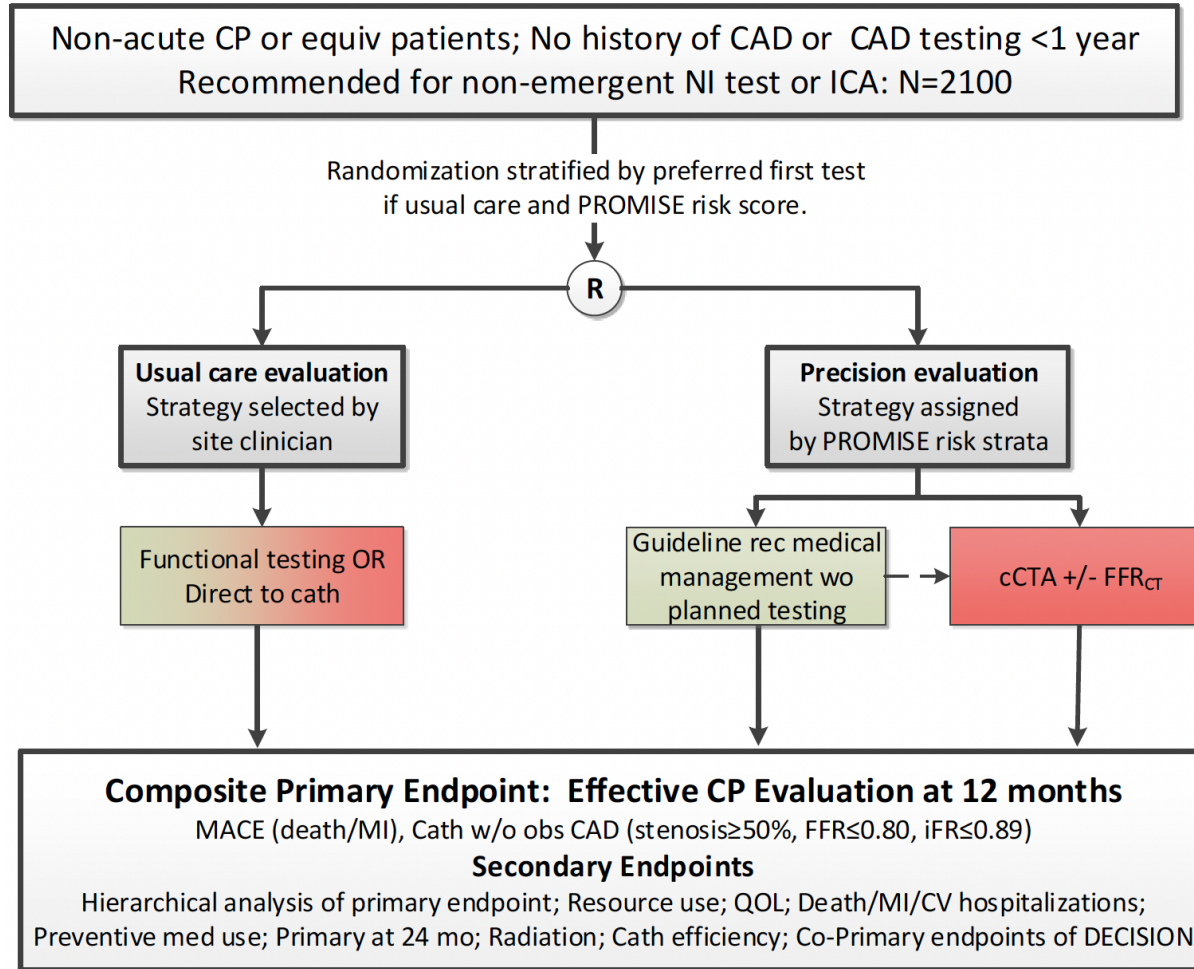 Non-acute CP or equiv patients; No history of CAD or CAD testing <1 year
Recommended for non-emergent NI test or ICA: N=2100
Randomization stratified by preferred first test
if usual care and PROMISE risk score.
R
Usual care evaluation
Strategy selected by
site clinician
Precision evaluation
Strategy assigned
by PROMISE risk strata
Functional testing OR
Direct to cath
Guideline rec medical
management wo
planned testing
cCTA +/- FFRCT
Composite Primary Endpoint: Effective CP Evaluation at 12 months
MACE (death/MI), Cath w/o obs CAD (stenosis≥50%, FFR≤0.80, iFR≤0.89)
Secondary Endpoints
Hierarchical analysis of primary endpoint; Resource use; QOL; Death/MI/CV hospitalizations;
Preventive med use; Primary at 24 mo; Radiation; Cath efficiency; Co-Primary endpoints of DECISION